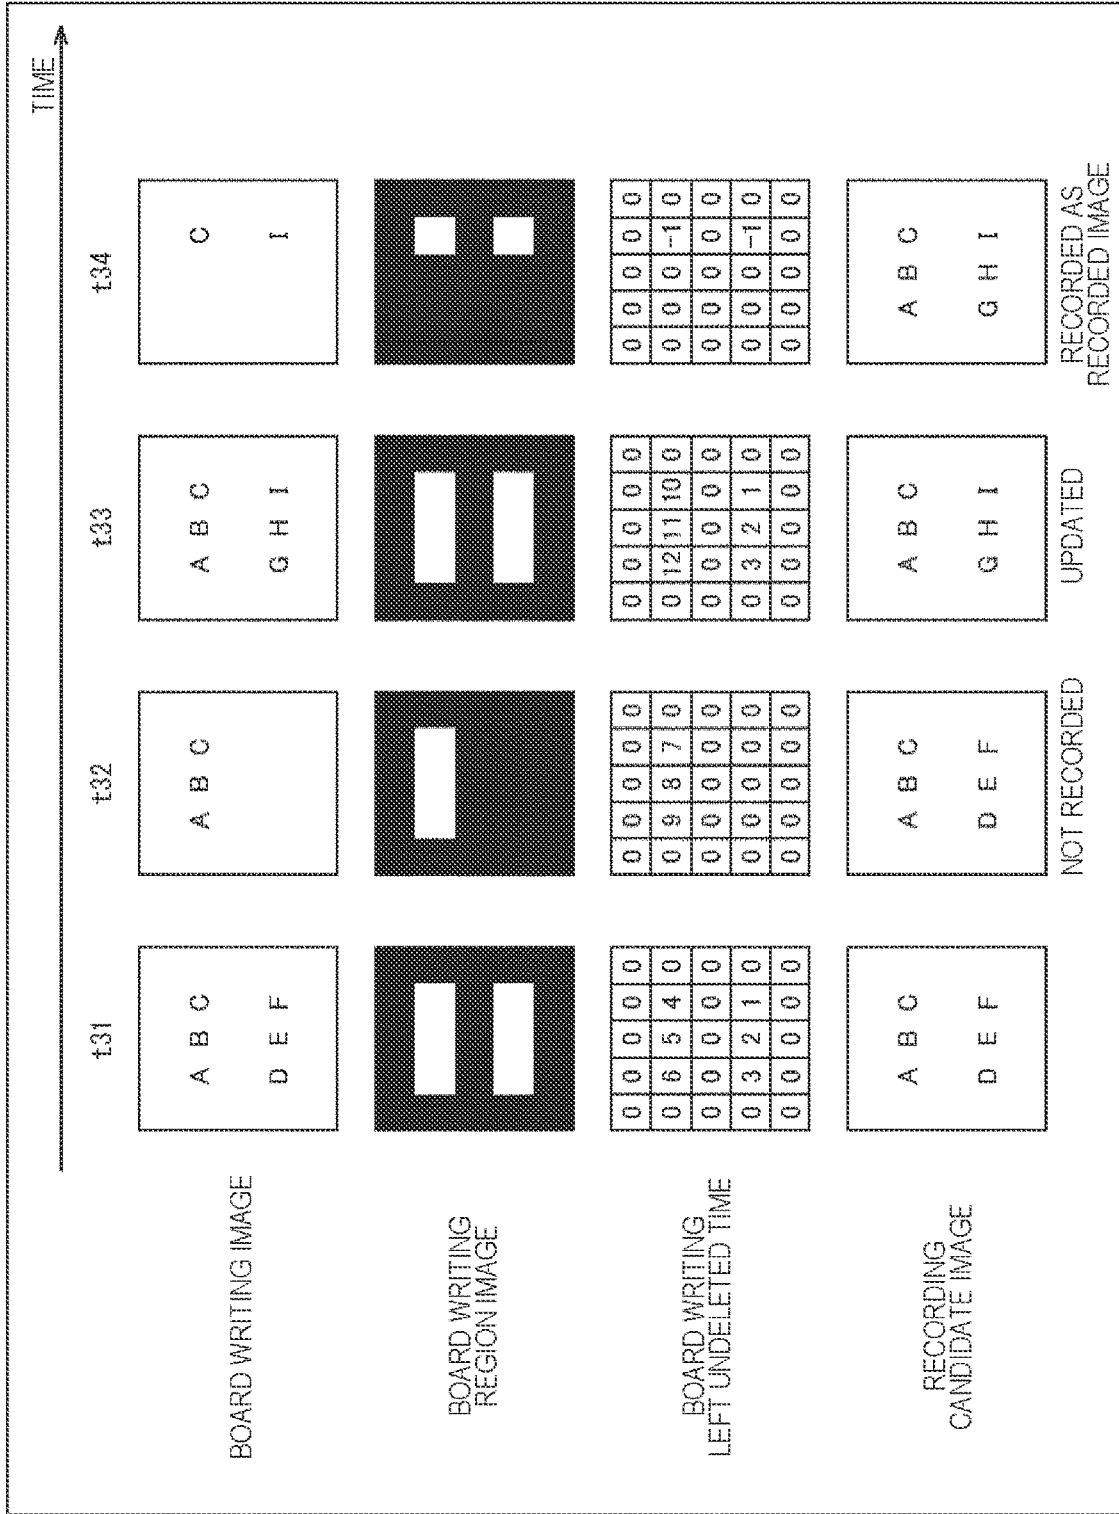 TIME
t31 t32 t33 t34
BOARD WRITING IMAGE
A B C A B C A B C C
D E F G H I I
BOARD WRITING
REGION IMAGE
BOARD WRITING
LEFT UNDELETED TIME
0 0 0 0 0 0 0 0 0 0 0 0 0 0 0 0 0 0 0 0
0 6 5 4 0 0 9 8 7 0 0 12 11 10 0 0 0 0 -1 0
0 0 0 0 0 0 0 0 0 0 0 0 0 0 0 0 0 0 0 0
0 3 2 1 0 0 0 0 0 0 0 3 2 1 0 0 0 0 -1 0
0 0 0 0 0 0 0 0 0 0 0 0 0 0 0 0 0 0 0 0
RECORDING
CANDIDATE IMAGE
A B C A B C A B C A B C
D E F D E F G H I G H I
NOT RECORDED
UPDATED
RECORDED AS
RECORDED IMAGE